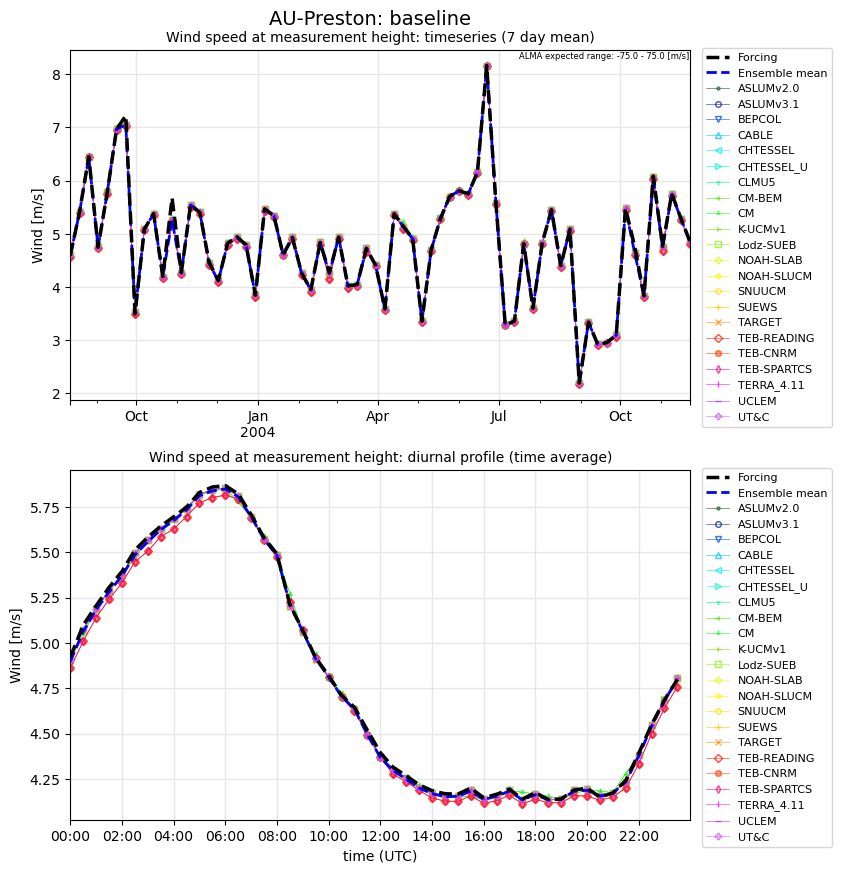 AU-Preston: baseline
Wind speed at measurement height: timeseries (7 day mean)
ALMA expected range: -75.0 - 75.0 [m/s]
Wind [m/s]
8
7
6
5
4
3
2
Oct
Jan
2004
Apr
Jul
Oct
Forcing
Ensemble mean
ASLUMv2.0
ASLUMv3.1
BEPCOL
CABLE
CHTESSEL
CHTESSEL_U
CLMU5
CM-BEM
CM
K-UCMv1
Lodz-SUEB
NOAH-SLAB
NOAH-SLUCM
SNUUCM
SUEWS
TARGET
TEB-READING
TEB-CNRM
TEB-SPARTCS
TERRA_4.11
UCLEM
UT&C
Wind speed at measurement height: diurnal profile (time average)
Wind [m/s]
5.75
5.50
5.25
5.00
4.75
4.50
4.25
00:00
02:00
04:00
06:00
08:00
10:00
12:00
14:00
16:00
18:00
20:00
22:00
time (UTC)
Forcing
Ensemble mean
ASLUMv2.0
ASLUMv3.1
BEPCOL
CABLE
CHTESSEL
CHTESSEL_U
CLMU5
CM-BEM
CM
K-UCMv1
Lodz-SUEB
NOAH-SLAB
NOAH-SLUCM
SNUUCM
SUEWS
TARGET
TEB-READING
TEB-CNRM
TEB-SPARTCS
TERRA_4.11
UCLEM
UT&C